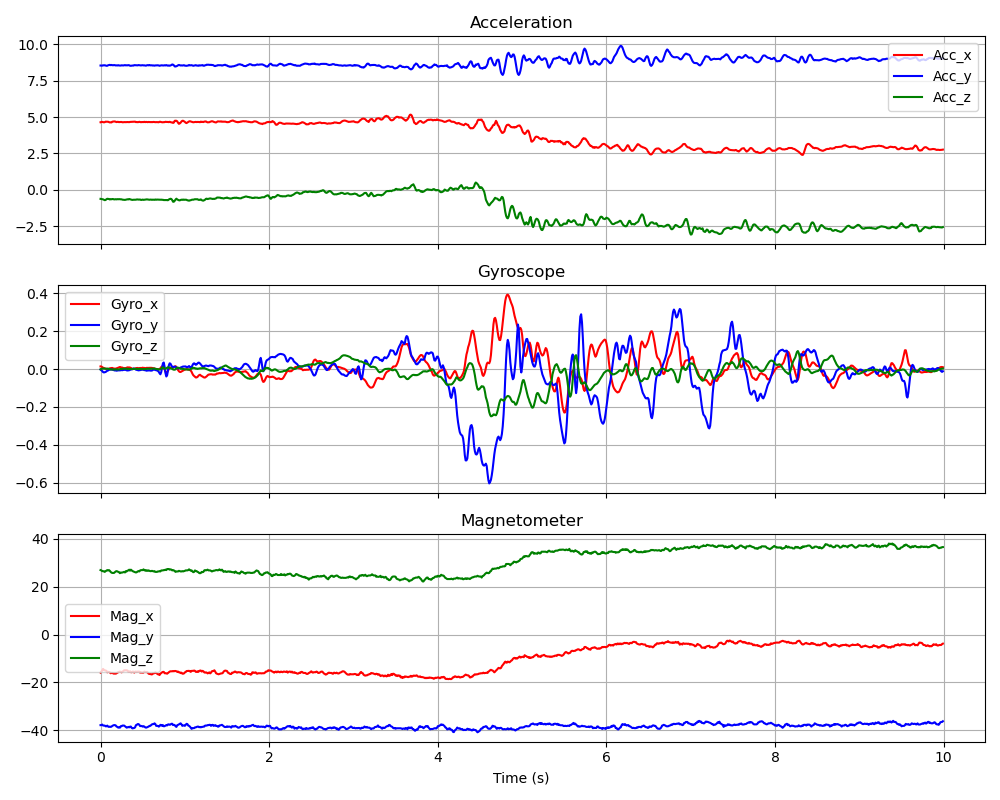 Acceleration
10.0
7.5
5.0
2.5
0.0
−2.5
Acc_x
Acc_y
Acc_z
Gyroscope
0.4
0.2
0.0
−0.2
−0.4
−0.6
Gyro_x
Gyro_y
Gyro_z
Magnetometer
40
20
0
−20
−40
Mag_x
Mag_y
Mag_z
0 2 4 6 8 10
Time (s)